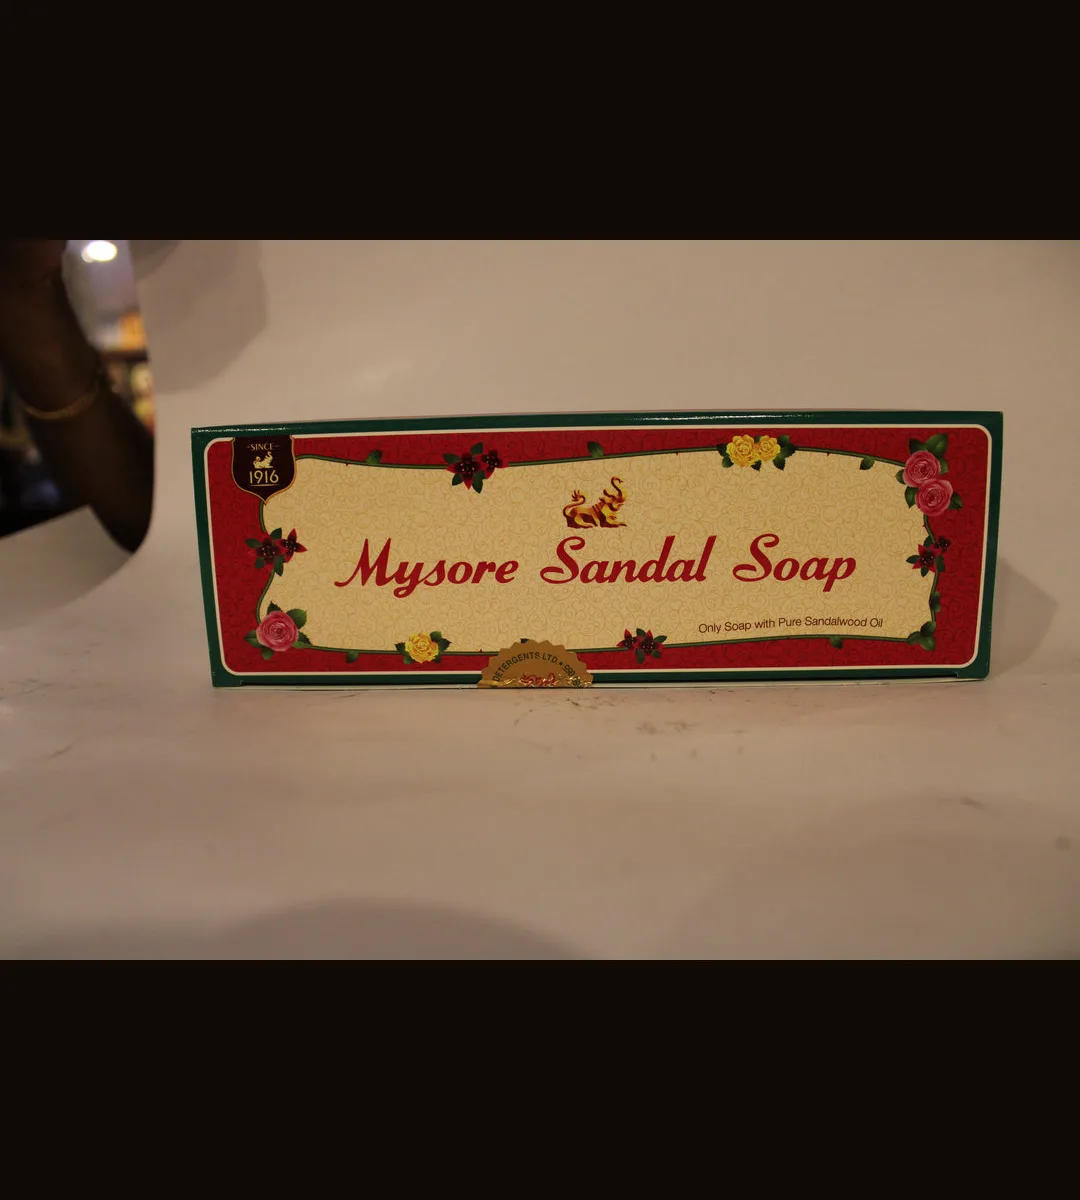 SINCE
1916
Mysore Sandal Soap
Only Soap with Pure Sandalwood Oil
DETERGENTS LTD.